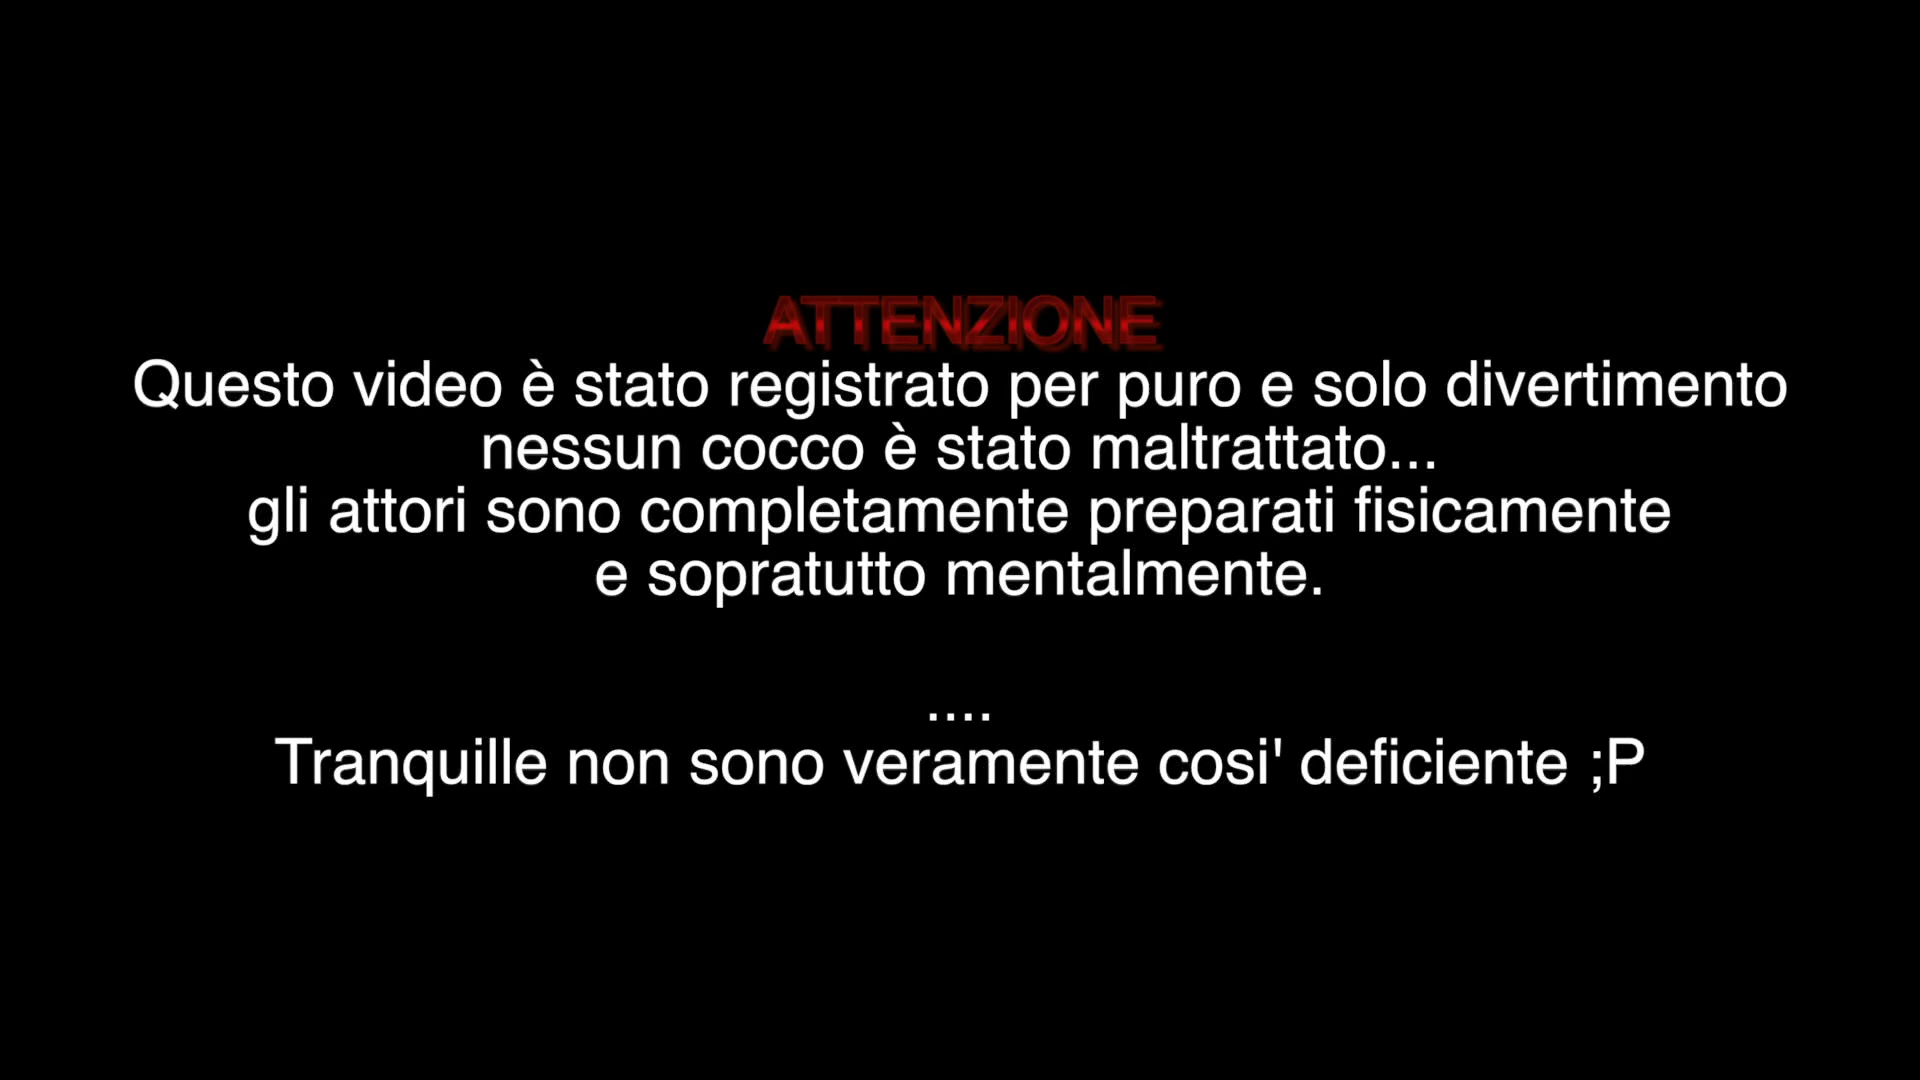 ATTENZIONE
Questo video è stato registrato per puro e solo divertimento
nessun cocco è stato maltrattato...
gli attori sono completamente preparati fisicamente
e sopratutto mentalmente.
....
Tranquille non sono veramente cosi' deficiente ;P